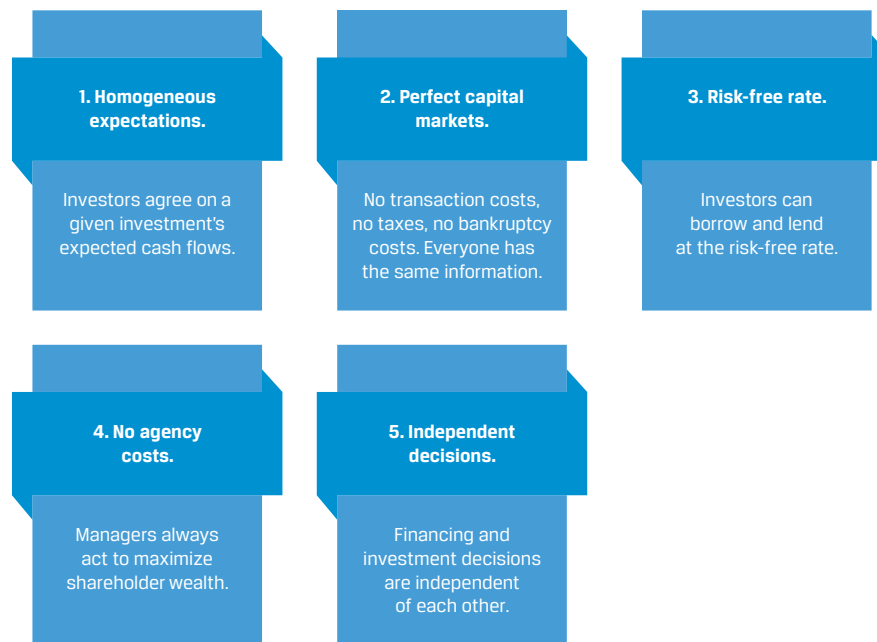 1. Homogeneous
expectations.
Investors agree on a
given investment's
expected cash flows.
2. Perfect capital
markets.
No transaction costs,
no taxes, no bankruptcy
costs. Everyone has
the same information.
3. Risk-free rate.
Investors can
borrow and lend
at the risk-free rate.
4. No agency
costs.
Managers always
act to maximize
shareholder wealth.
5. Independent
decisions.
Financing and
investment decisions
are independent
of each other.